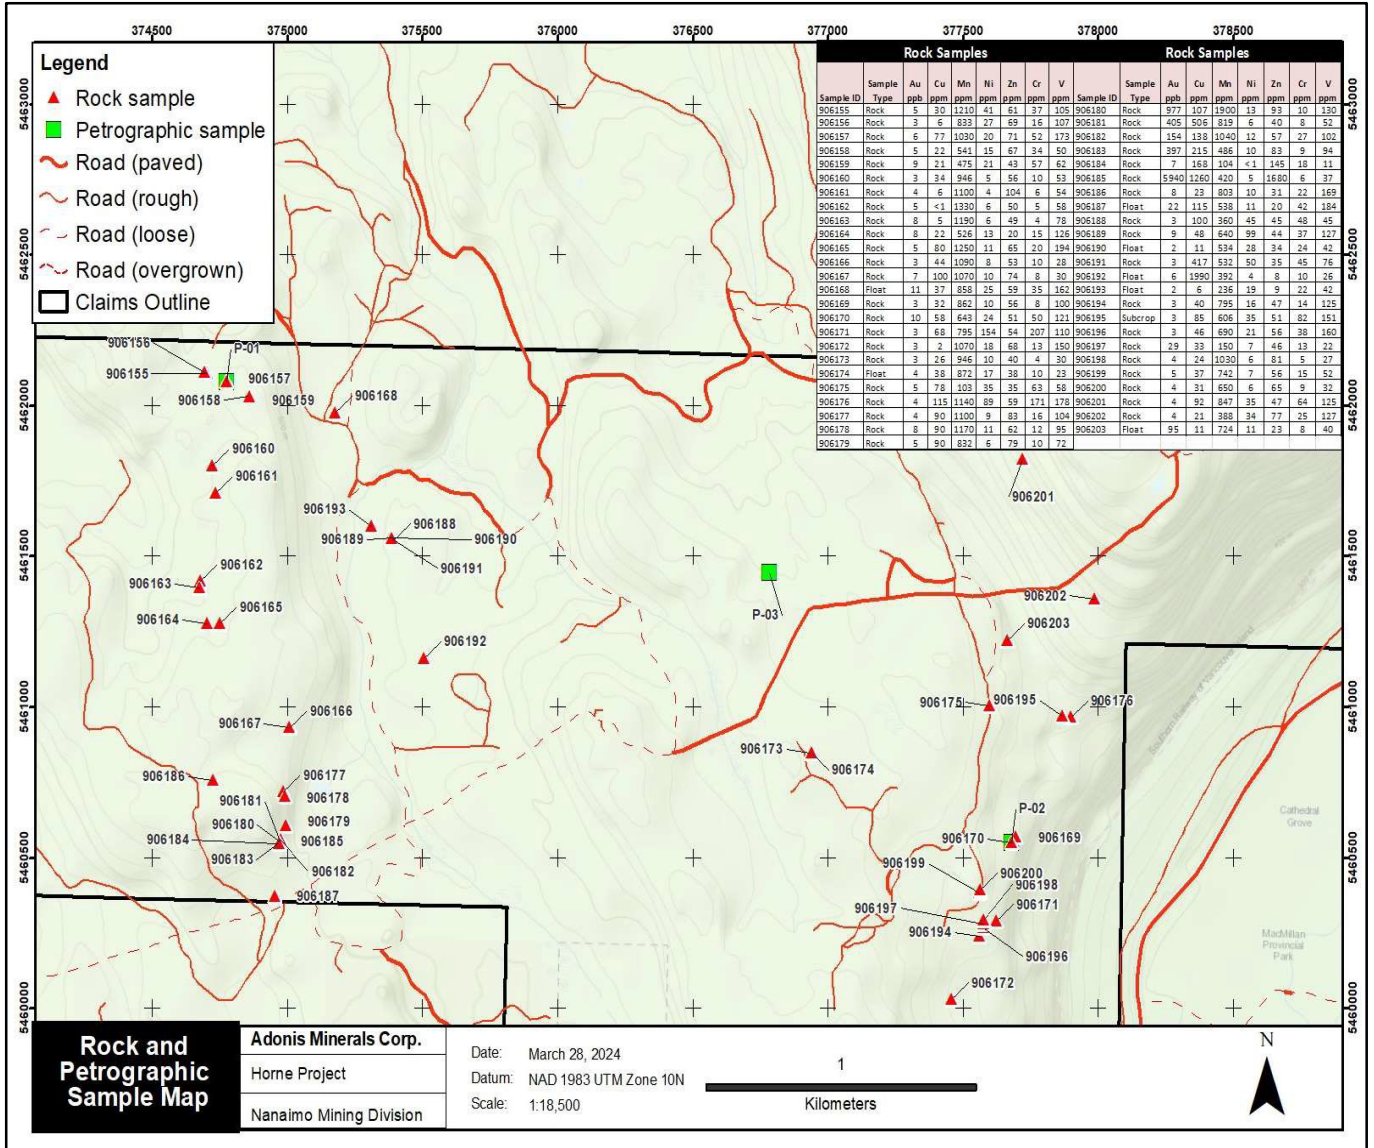 374500 375000 375500 376000 376500 377000 377500 378000 378500
Legend
Rock sample
Petrographic sample
Road (paved)
Road (rough)
Road (loose)
Road (overgrown)
Claims Outline
Rock Samples Rock Samples
Sample ID Sample Type Au ppb Cu ppm Mn ppm Ni ppm Zn ppm Cr ppm V ppm Sample ID Sample Type Au ppb Cu ppm Mn ppm Ni ppm Zn ppm Cr ppm V ppm
906155 Rock 5 30 1210 41 61 37 105 906180 Rock 977 107 1900 13 93 10 130
906156 Rock 3 6 833 27 69 16 107 906181 Rock 405 506 819 6 40 8 52
906157 Rock 6 77 1030 20 71 52 173 906182 Rock 154 138 1040 12 57 27 102
906158 Rock 5 22 541 15 67 34 50 906183 Rock 397 215 486 10 83 9 94
906159 Rock 9 21 475 21 43 57 62 906184 Rock 7 168 104 <1 145 18 11
906160 Rock 3 34 946 5 56 10 53 906185 Rock 5940 1260 420 5 1680 6 37
906161 Rock 4 6 1100 4 104 6 54 906186 Rock 8 23 803 10 31 22 169
906162 Rock 5 <1 1330 6 50 5 58 906187 Float 22 115 538 11 20 42 184
906163 Rock 8 5 1190 6 49 4 78 906188 Rock 3 100 360 45 45 48 45
906164 Rock 8 22 526 13 20 15 126 906189 Rock 9 48 640 99 44 37 127
906165 Rock 5 80 1250 11 65 20 194 906190 Float 2 11 534 28 34 24 42
906166 Rock 3 44 1090 8 53 10 28 906191 Rock 3 417 532 50 35 45 76
906167 Rock 7 100 1070 10 74 8 30 906192 Float 6 1990 392 4 8 10 26
906168 Float 11 37 858 25 59 35 162 906193 Float 2 6 236 19 9 22 42
906169 Rock 3 32 862 10 56 8 100 906194 Rock 3 40 795 16 47 14 125
906170 Rock 10 58 643 24 51 50 121 906195 Subcrop 3 85 606 35 51 82 151
906171 Rock 3 68 795 154 54 207 110 906196 Rock 3 46 690 21 56 38 160
906172 Rock 3 2 1070 18 68 13 150 906197 Rock 29 33 150 7 46 13 22
906173 Rock 3 26 946 10 40 4 30 906198 Rock 4 24 1030 6 81 5 27
906174 Float 4 38 872 17 38 10 23 906199 Rock 5 37 742 7 56 15 52
906175 Rock 5 78 103 35 35 63 58 906200 Rock 4 31 650 6 65 9 32
906176 Rock 4 115 1140 89 59 171 178 906201 Rock 4 92 847 35 47 64 125
906177 Rock 4 90 1100 9 83 16 104 906202 Rock 4 21 388 34 77 25 127
906178 Rock 8 90 1170 11 62 12 95 906203 Float 95 11 724 11 23 8 40
906179 Rock 5 90 832 6 79 10 72
5463000 5463000
5462500 5462500
906156 P-01
906155 906157
906158 906159 906168
5462000 5462000
906160
906161
906201
906193 906188
906189 906190
906191
5461500 5461500
906162
906163
P-03
906202
906165
906164
906203
906192
Southern Railway of Vancouver Island
906175 906195 906176
5461000 5461000
906166
906167
906173
906174
906186 906177
906181 906178
P-02
906180 906179
906184 906185
906170 906169
Cathedral
Grove
906183
906182
906199
906200
5460500 5460500
906198
906187
906197 906171
906194
906196
MacMillan
Provincial
Park
906172
5460000 5460000
Rock and
Petrographic
Sample Map
Adonis Minerals Corp.
Horne Project
Nanaimo Mining Division
Date: March 28, 2024
Datum: NAD 1983 UTM Zone 10N
Scale: 1:18,500
1
Kilometers
N